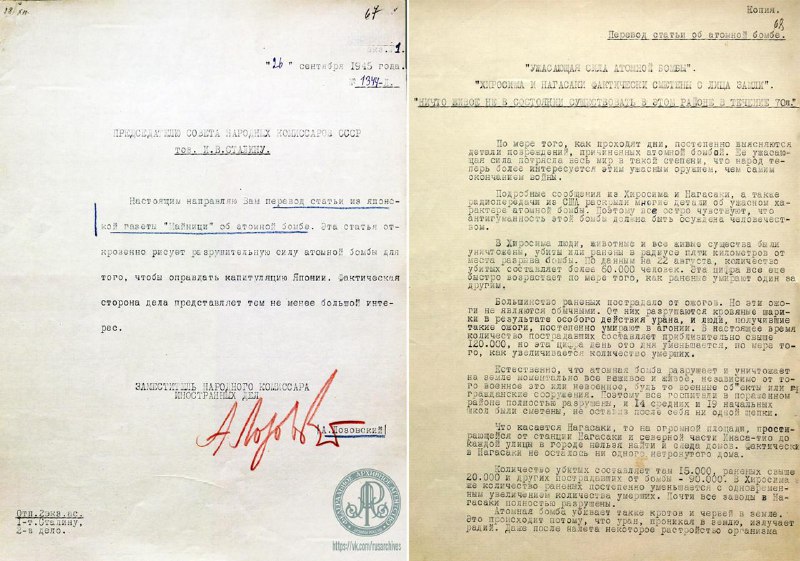 67
экз. 1.
"26" сентября 1945 года.
№ 1344-Л.
ПРЕДСЕДАТЕЛЮ СОВЕТА НАРОДНЫХ КОМИССАРОВ СССР
тов. И.В.СТАЛИНУ.
Настоящим направляю Вам перевод статьи из японс-
кой газеты "Майници" об атомной бомбе. Эта статья от-
кровенно рисует разрушительную силу атомной бомбы для
того, чтобы оправдать капитуляцию Японии. Фактическая
сторона дела представляет тем не менее большой инте-
рес.
ЗАМЕСТИТЕЛЬ НАРОДНОГО КОМИССАРА
ИНОСТРАННЫХ ДЕЛ
А.Лозовский
/А.Лозовский/
Отп.2экз.вс.
1-т.Сталину,
2-в дело.
https://vk.com/rusarchives
Копия.
68
Перевод статьи об атомной бомбе.
"УЖАСАЮЩАЯ СИЛА АТОМНОЙ БОМБЫ".
"ХИРОСИМА И НАГАСАКИ ФАКТИЧЕСКИ СМЕТЕНЫ С ЛИЦА ЗЕМЛИ".
"НИЧТО ЖИВОЕ НЕ В СОСТОЯНИИ СУЩЕСТВОВАТЬ В ЭТОМ РАЙОНЕ В ТЕЧЕНИЕ 70л."
По мере того, как проходят дни, постепенно выясняются
детали повреждений, причиненных атомной бомбой. Ее ужасаю-
щая сила потрясла весь мир в такой степени, что народ те-
перь более интересуется этим ужасным оружием, чем самим
окончанием войны.
Подробные сообщения из Хиросима и Нагасаки, а также
радиопередачи из США раскрыли многие детали об ужасном ха-
рактере атомной бомбы. Поэтому все остро чувствуют, что
антигуманность этой бомбы должна быть осуждена человечест-
вом.
В Хиросима люди, животные и все живые существа были
уничтожены, убиты или ранены в радиусе пяти километров от
места разрыва бомбы. По данным на 22 августа, количество
убитых составляет более 60.000 человек. Эта цифра все еще
быстро возрастает по мере того, как раненые умирают один за
другим.
Большинство раненых пострадало от ожогов. Но эти ожо-
ги не являются обычными. От них разрушаются кровяные шари-
ки в результате особого действия урана, и люди, получившие
такие ожоги, постепенно умирают в агонии. В настоящее время
количество пострадавших составляет приблизительно свыше
120.000, но эта цифра день ото дня уменьшается, по мере то-
го, как увеличивается количество умерших.
Естественно, что атомная бомба разрушает и уничтожает
на земле моментально все неживое и живое, независимо от то-
го военное это или невоенное, будь то военные об"екты или
гражданские сооружения. Поэтому все госпитали в пораженном
районе полностью разрушены, и 14 средних и 19 начальных
школ были сметены, не оставив после себя ни одной щепки.
Что касается Нагасаки, то на огромной площади, прости-
рающейся от станции Нагасаки к северной части Инаса-тио до
каждой улицы в городе нельзя найти и следа домов. Фактически
в Нагасаки не осталось ни одного нетронутого дома.
Количество убитых составляет там 15.000, раненых свыше
20.000 и других пострадавших от бомбы - 90.000. В Хиросима
же количество раненых постепенно уменьшается с одновремен-
ным увеличением количества умерших. Почти все заводы в На-
гасаки полностью разрушены.
Атомная бомба убивает также кротов и червей в земле.
Это происходит потому, что уран, проникая в землю, излучает
радий. Даже после налета некоторое расстройство организма